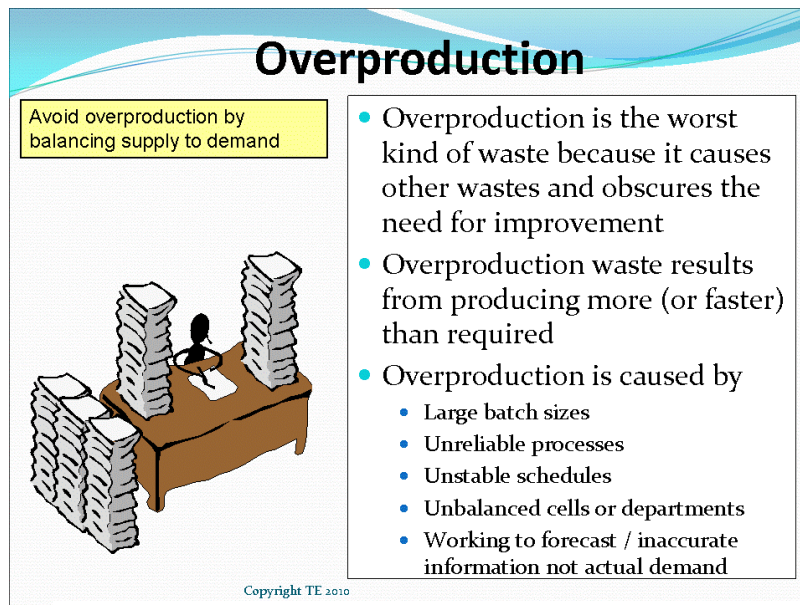 Overproduction
Avoid overproduction by
balancing supply to demand
Overproduction is the worst
kind of waste because it causes
other wastes and obscures the
need for improvement
Overproduction waste results
from producing more (or faster)
than required
Overproduction is caused by
Large batch sizes
Unreliable processes
Unstable schedules
Unbalanced cells or departments
Working to forecast / inaccurate
information not actual demand
Copyright TE 2010